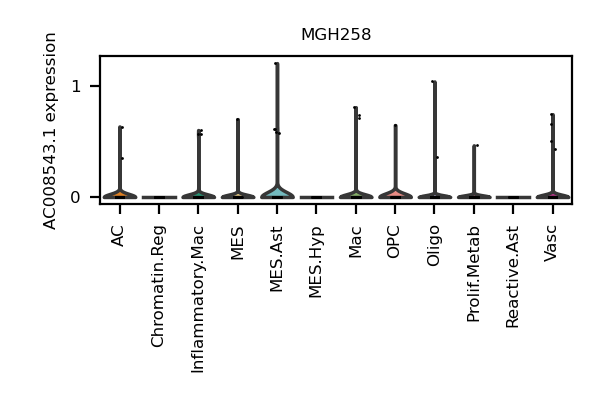 MGH258
AC008543.1 expression
1
0
AC
Chromatin.Reg
Inflammatory.Mac
MES
MES.Ast
MES.Hyp
Mac
OPC
Oligo
Prolif.Metab
Reactive.Ast
Vasc